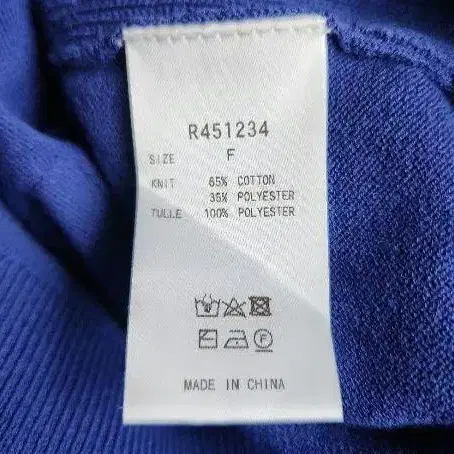 R451234
SIZE F
KNIT 65% COTTON
35% POLYESTER
TULLE 100% POLYESTER
F
MADE IN CHINA